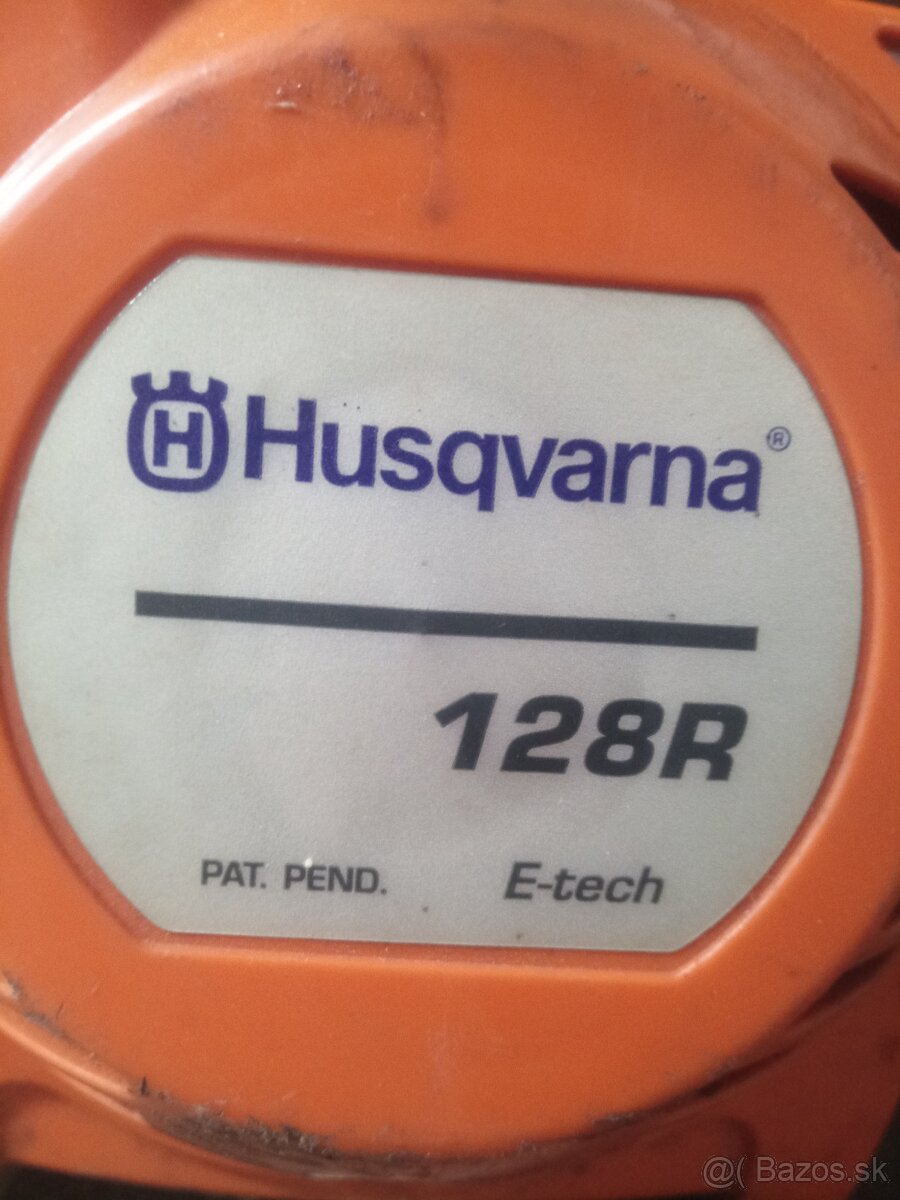 H Husqvarna®
128R
PAT. PEND. E-tech
@( Bazos.sk